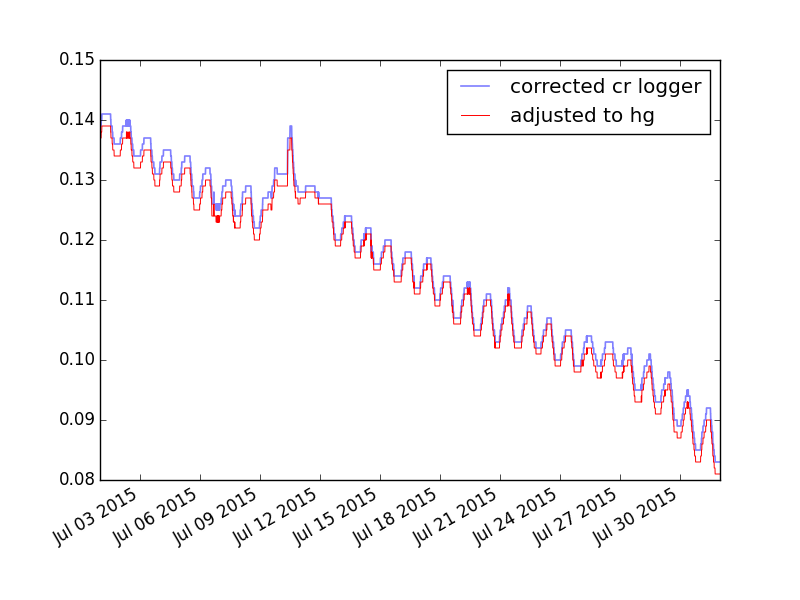 0.15
0.14
0.13
0.12
0.11
0.10
0.09
0.08
corrected cr logger
adjusted to hg
Jul 03 2015
Jul 06 2015
Jul 09 2015
Jul 12 2015
Jul 15 2015
Jul 18 2015
Jul 21 2015
Jul 24 2015
Jul 27 2015
Jul 30 2015